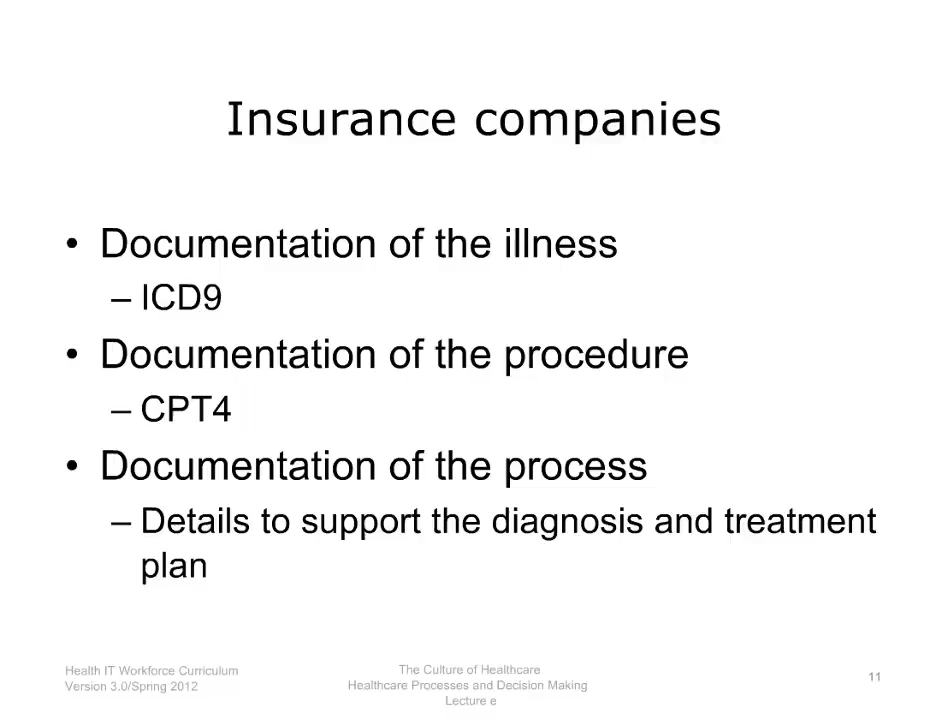 Insurance companies
• Documentation of the illness
– ICD9
• Documentation of the procedure
– CPT4
• Documentation of the process
– Details to support the diagnosis and treatment
plan
Health IT Workforce Curriculum
Version 3.0/Spring 2012
The Culture of Healthcare
Healthcare Processes and Decision Making
Lecture e
11